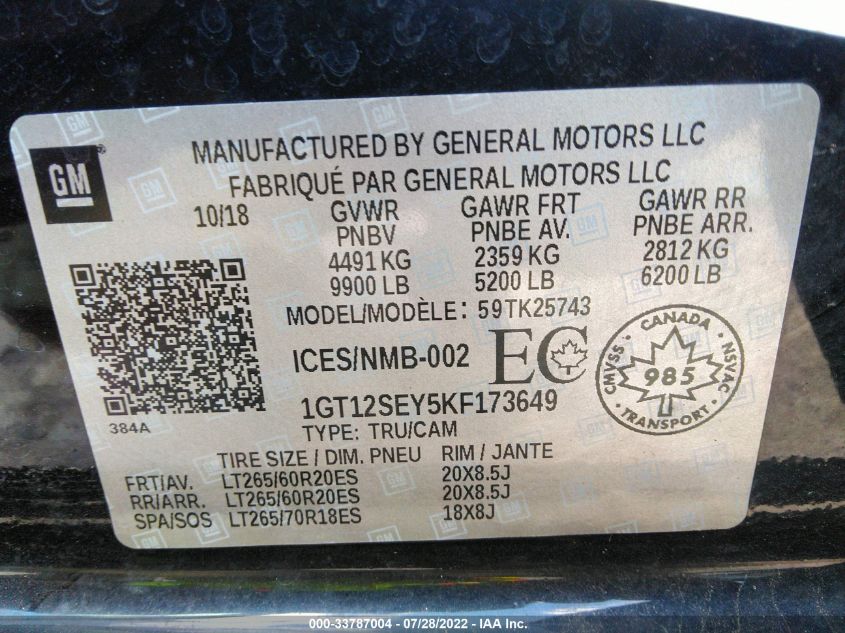 MANUFACTURED BY GENERAL MOTORS LLC
FABRIQUÉ PAR GENERAL MOTORS LLC
GM
10/18 GVWR GAWR FRT GAWR RR
PNBV PNBE AV. PNBE ARR.
4491 KG 2359 KG 2812 KG
9900 LB 5200 LB 6200 LB
MODEL/MODÈLE: 59TK25743
ICES/NMB-002 EC
CANADA
CMVSS 985 NSVAC
TRANSPORT
1GT12SEY5KF173649
384A
TYPE: TRU/CAM
TIRE SIZE / DIM. PNEU RIM / JANTE
FRT/AV. LT265/60R20ES 20X8.5J
RR/ARR. LT265/60R20ES 20X8.5J
SPA/SOS LT265/70R18ES 18X8J
000-33787004 - 07/28/2022 - IAA Inc.